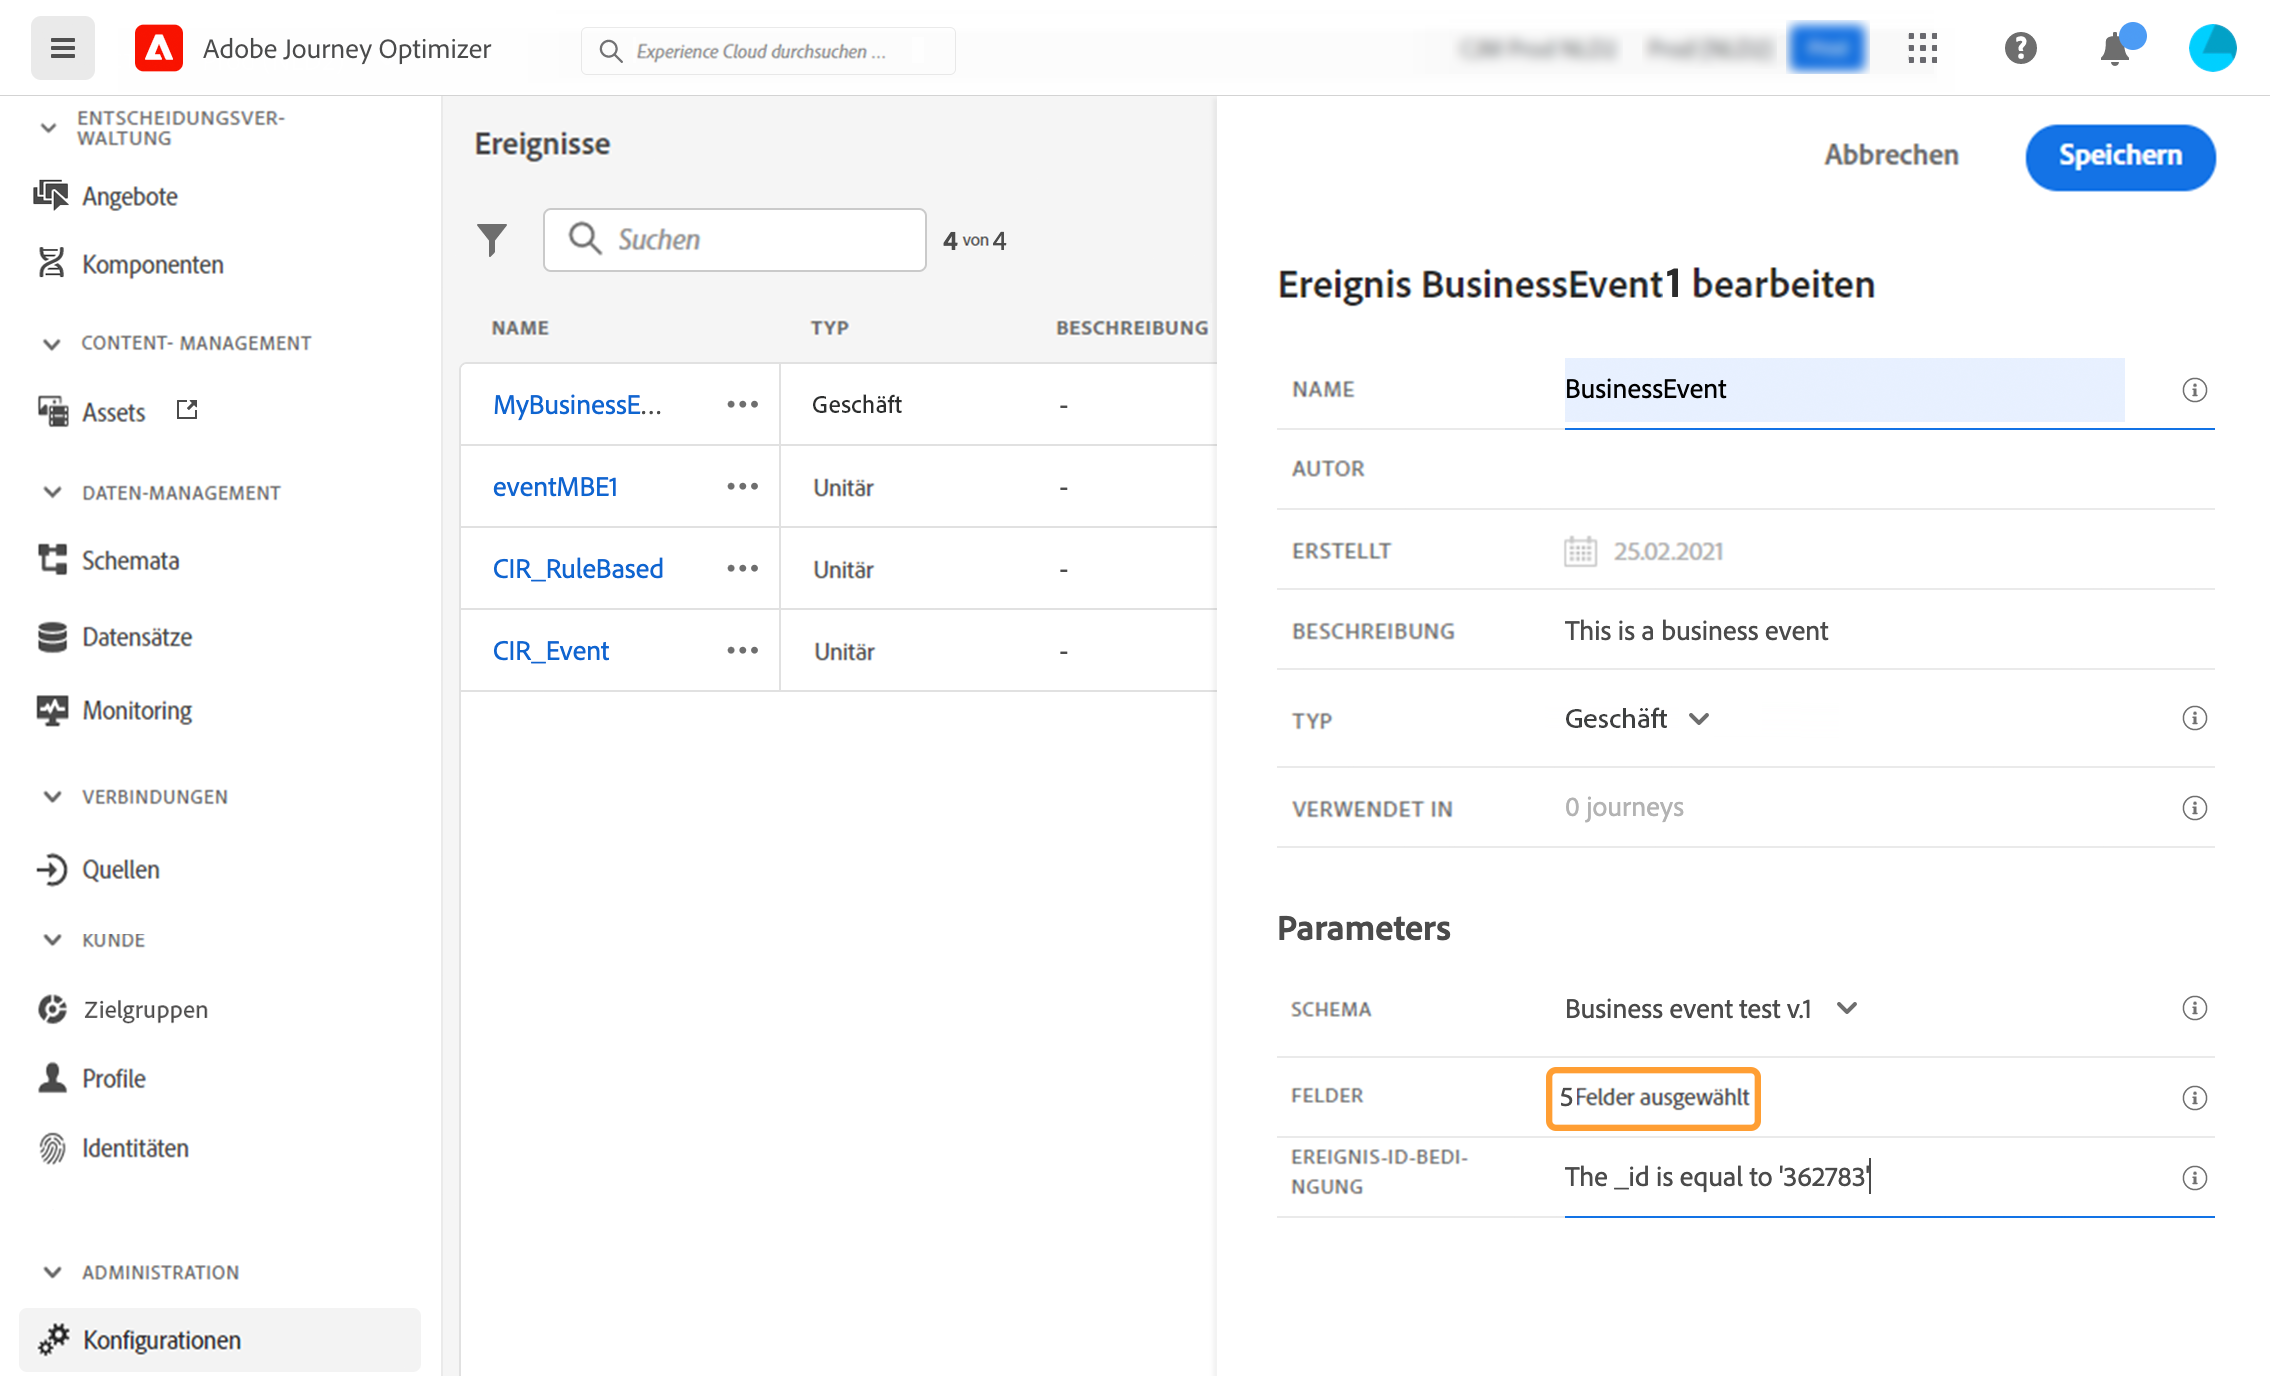 Adobe Journey Optimizer
Experience Cloud durchsuchen ...
ENTSCHEIDUNGSVER-
WALTUNG
Angebote
Komponenten
CONTENT- MANAGEMENT
Assets
DATEN-MANAGEMENT
Schemata
Datensätze
Monitoring
VERBINDUNGEN
Quellen
KUNDE
Zielgruppen
Profile
Identitäten
ADMINISTRATION
Konfigurationen
Ereignisse
Suchen
4 von 4
NAME TYP BESCHREIBUNG
MyBusinessE... ••• Geschäft -
eventMBE1 ••• Unitär -
CIR_RuleBased ••• Unitär -
CIR_Event ••• Unitär -
Abbrechen
Speichern
Ereignis BusinessEvent1 bearbeiten
NAME BusinessEvent
AUTOR
ERSTELLT 25.02.2021
BESCHREIBUNG This is a business event
TYP Geschäft
VERWENDET IN 0 journeys
Parameters
SCHEMA Business event test v.1
FELDER 5 Felder ausgewählt
EREIGNIS-ID-BEDI-
NGUNG
The _id is equal to '362783'